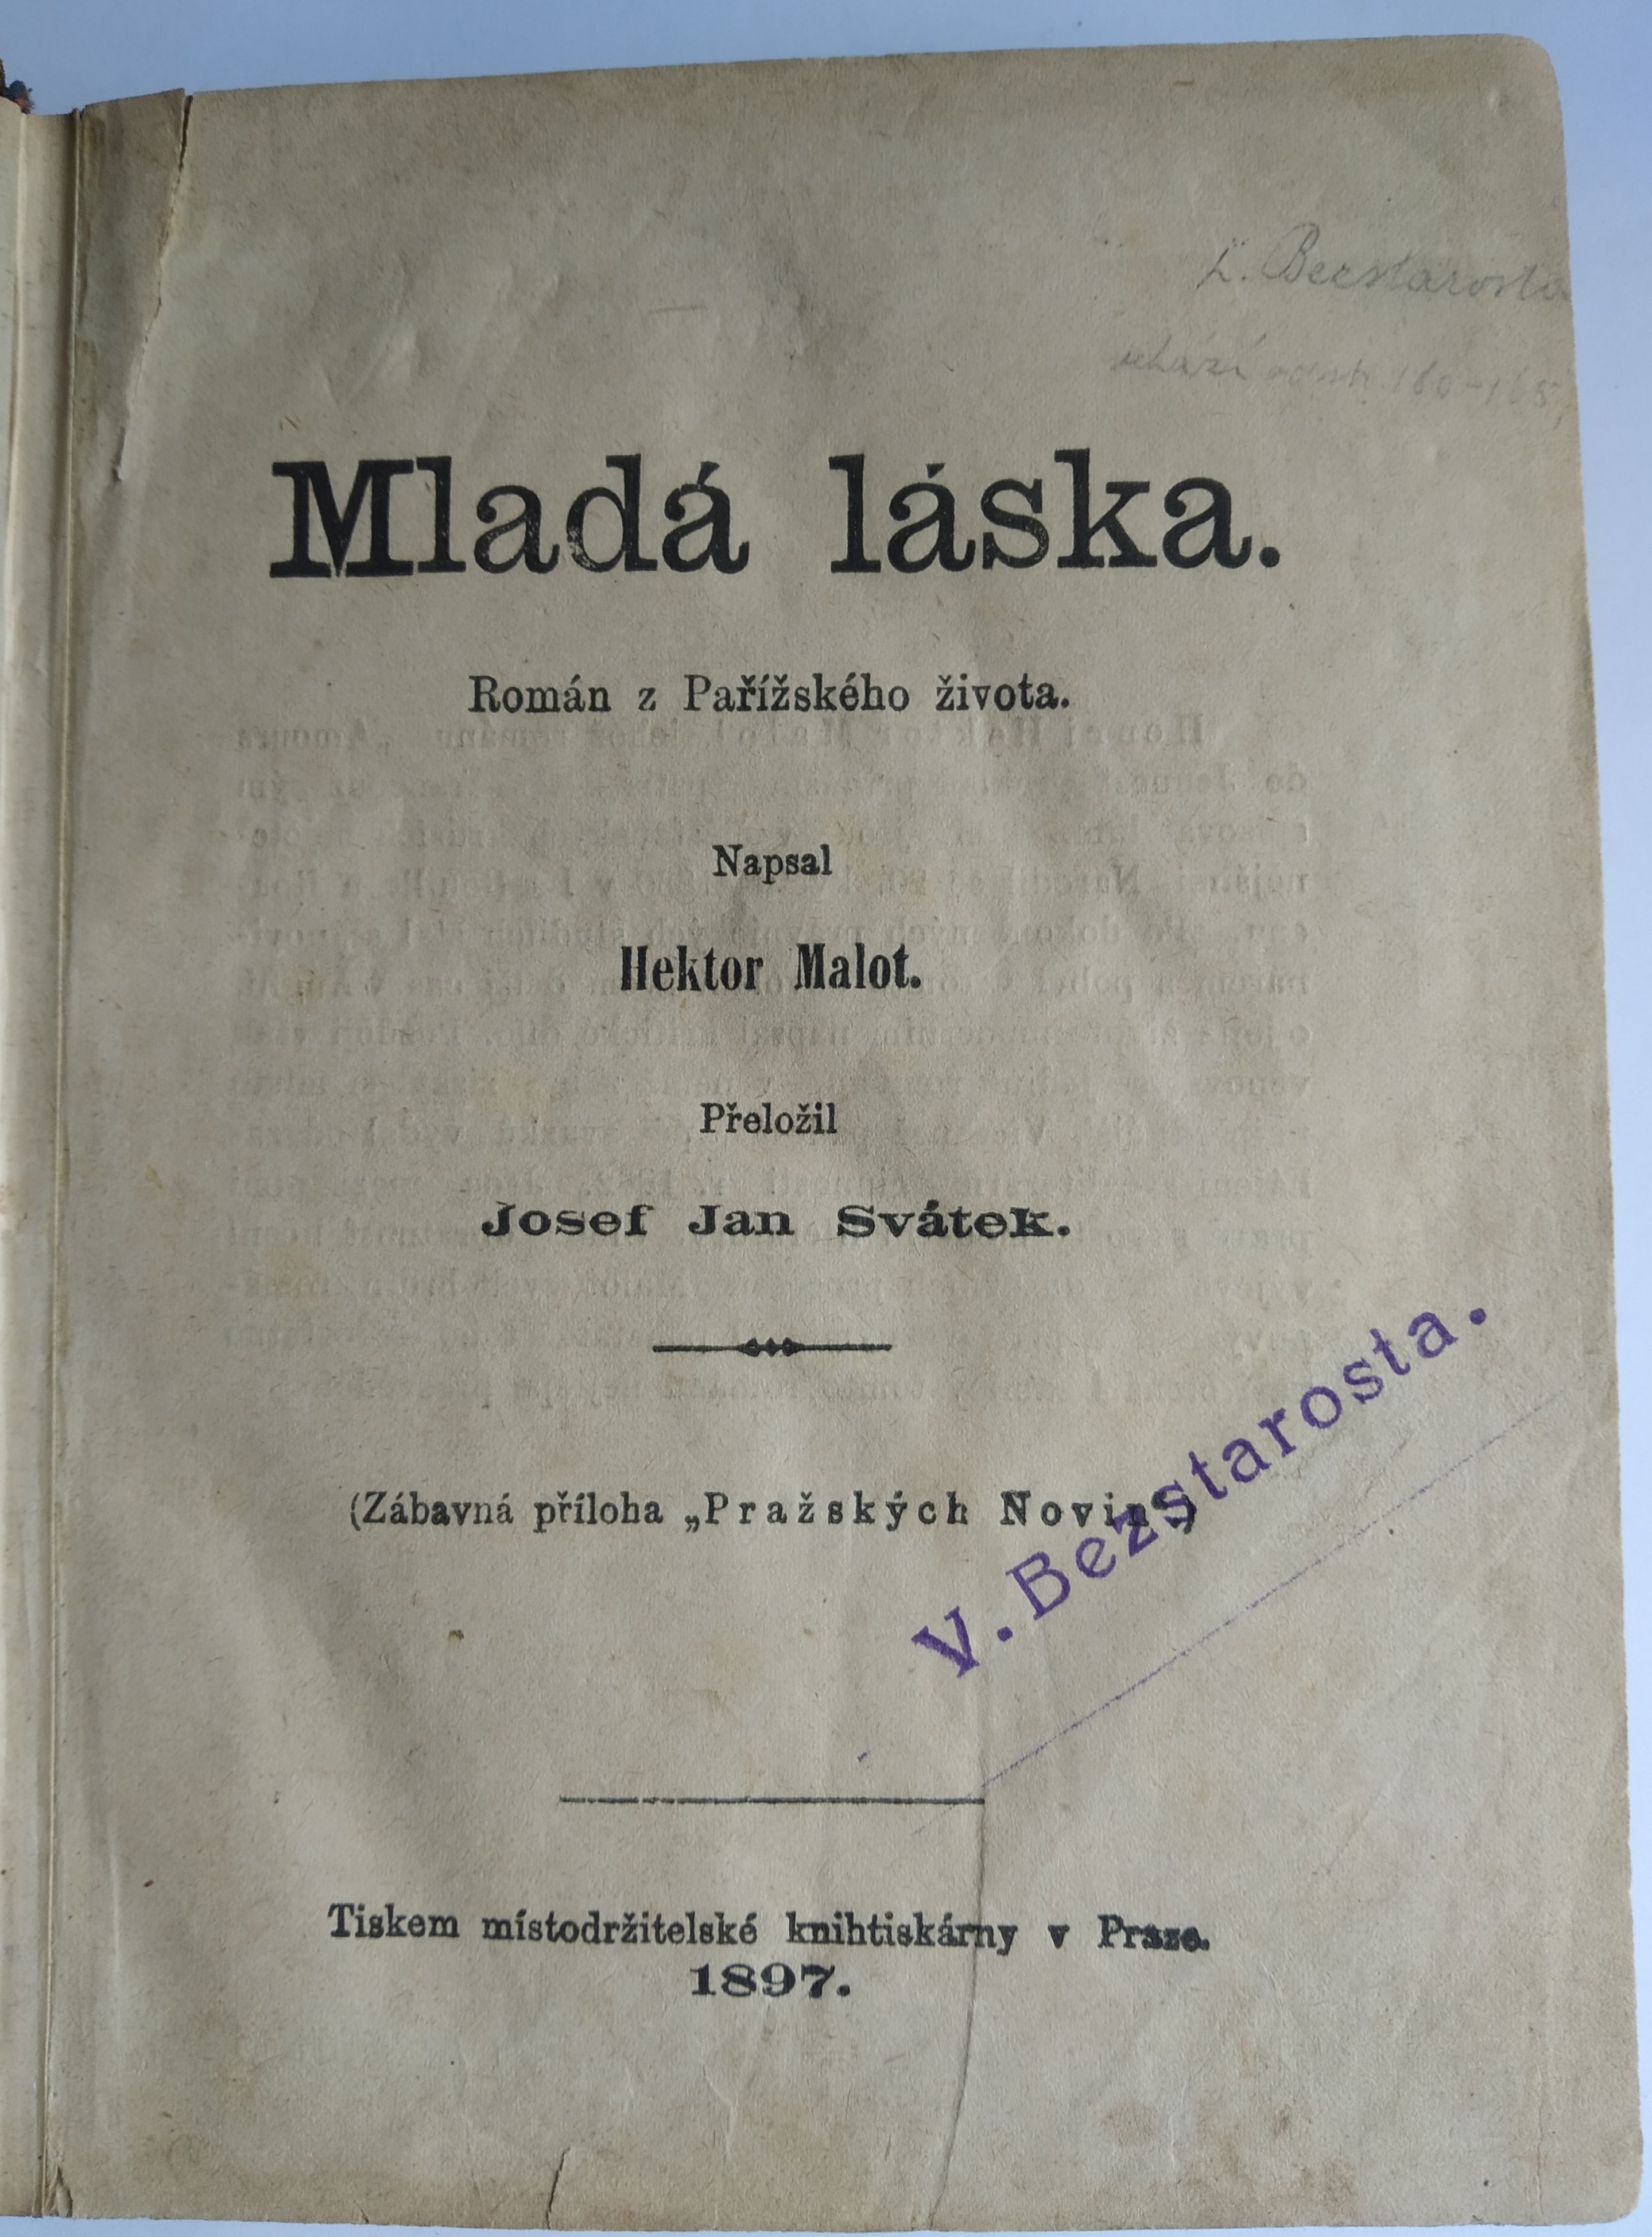 Bezstarosta
Mladá láska.
Román z Pařížského života.
Napsal
Hektor Malot.
Přeložil
Josef Jan Svátek.
(Zábavná příloha „Pražských Novin“)
V. Bezstarosta.
Tiskem místodržitelské knihtiskárny v Praze.
1897.